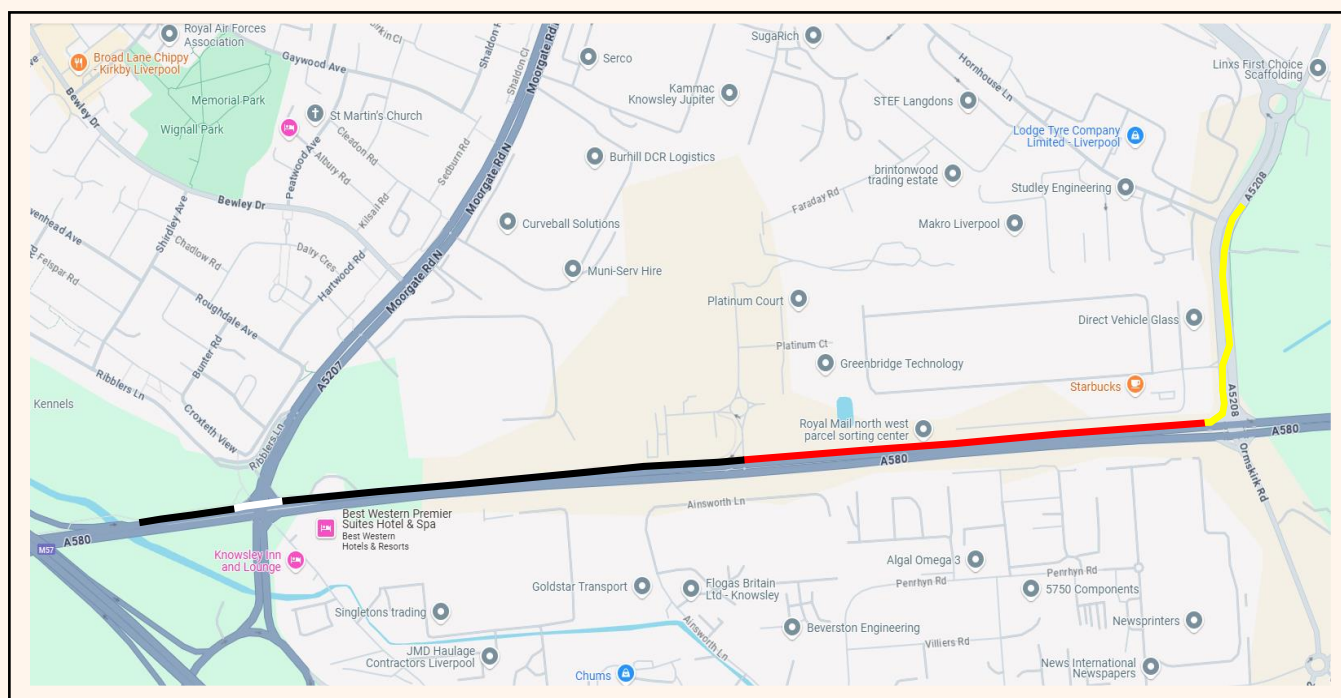 Royal Air Forces
Association
Broad Lane Chippy
- Kirkby Liverpool
Gaywood Ave
Shaldon Cl
Moorgate Rd N
Serco
SugaRich
Linxs First Choice
Scaffolding
Hornhouse Ln
Bewley Dr
Memorial Park
Wignall Park
St Martin's Church
Kammac
Knowsley Jupiter
STEF Langdons
Lodge Tyre Company
Limited - Liverpool
Cleadon Rd
Albury Rd
Peatwood Ave
Sedburn Rd
Moorgate Rd N
Burhill DCR Logistics
brintonwood
trading estate
Studley Engineering
A5208
Kilsail Rd
Bewley Dr
Shirdley Ave
Faraday Rd
Curveball Solutions
Makro Liverpool
Chadlow Rd
Dairy Cres
Hartwood Rd
Moorgate Rd N
Muni-Serv Hire
Felspar Rd
Roughdale Ave
Platinum Court
Direct Vehicle Glass
Bunter Rd
Platinum Ct
Greenbridge Technology
Ribblers Ln
A5207
Starbucks
A5208
Kennels
Croxteth View
Royal Mail north west
parcel sorting center
A580
Ribblers Ln
A580
Ormskirk Rd
Ainsworth Ln
Best Western Premier
Suites Hotel & Spa
Best Western
Hotels & Resorts
A580
M57
Knowsley Inn
and Lounge
Algal Omega 3
Penrhyn Rd
Penrhyn Rd
Goldstar Transport
Flogas Britain
Ltd - Knowsley
5750 Components
Singletons trading
Ainsworth Ln
Beverston Engineering
Newsprinters
Villiers Rd
JMD Haulage
Contractors Liverpool
Chums
News International
Newspapers